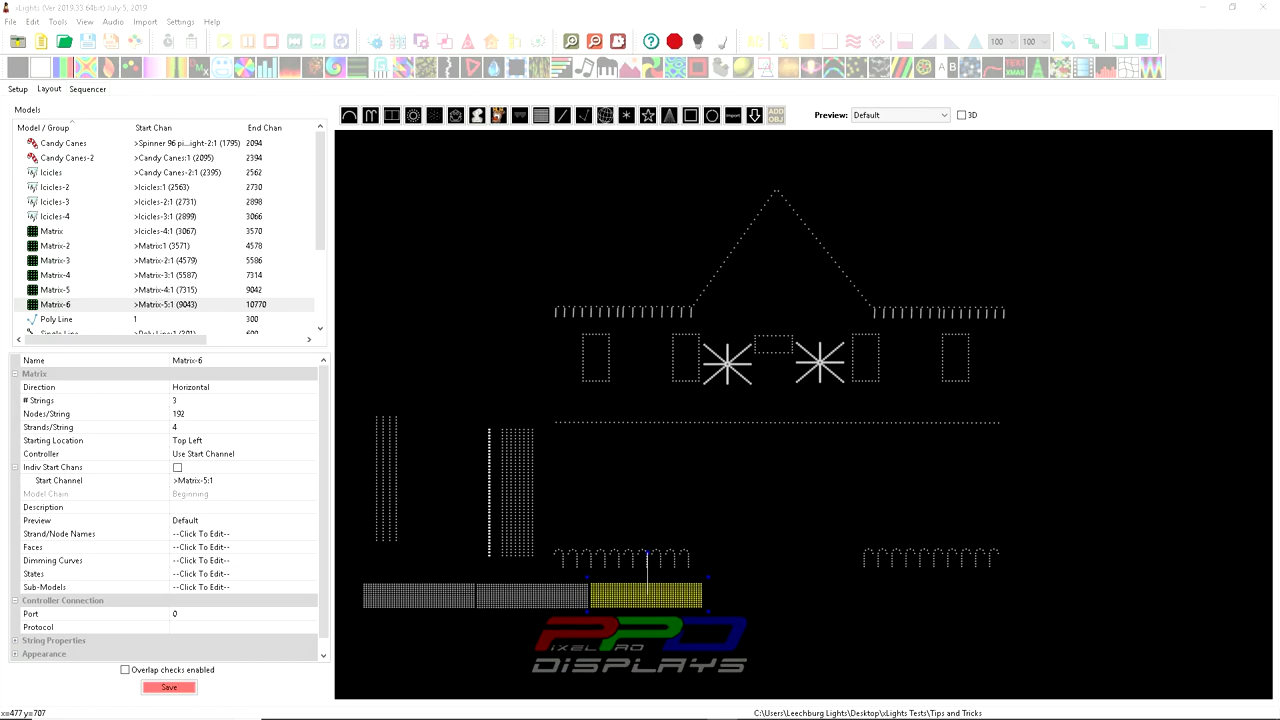 xLights (Ver 2019.33 64bit) July 5, 2019
File Edit Tools View Audio Import Settings Help
100 100
Setup Layout Sequencer
Models
Preview: Default 3D
Model / Group Start Chan End Chan
Candy Canes >Spinner 96 pi...ight-2:1 (1795) 2094
Candy Canes-2 >Candy Canes:1 (2095) 2394
Icicles >Candy Canes-2:1 (2395) 2562
Icicles-2 >Icicles:1 (2563) 2730
Icicles-3 >Icicles-2:1 (2731) 2898
Icicles-4 >Icicles-3:1 (2899) 3066
Matrix >Icicles-4:1 (3067) 3570
Matrix-2 >Matrix:1 (3571) 4578
Matrix-3 >Matrix-2:1 (4579) 5586
Matrix-4 >Matrix-3:1 (5587) 7314
Matrix-5 >Matrix-4:1 (7315) 9042
Matrix-6 >Matrix-5:1 (9043) 10770
Poly Line 1 300
Single Line >Poly Line:1 (301) 600
Name Matrix-6
Matrix
Direction Horizontal
# Strings 3
Nodes/String 192
Strands/String 4
Starting Location Top Left
Controller Use Start Channel
Indiv Start Chans
Start Channel >Matrix-5:1
Model Chain Beginning
Description
Preview Default
Strand/Node Names --Click To Edit--
Faces --Click To Edit--
Dimming Curves --Click To Edit--
States --Click To Edit--
Sub-Models --Click To Edit--
Controller Connection
Port 0
Protocol
String Properties
Appearance
Overlap checks enabled
Save
PPD
Pixel Pro
DISPLAYS
x=477 y=707 C:\Users\Leechburg Lights\Desktop\xLights Tests\Tips and Tricks